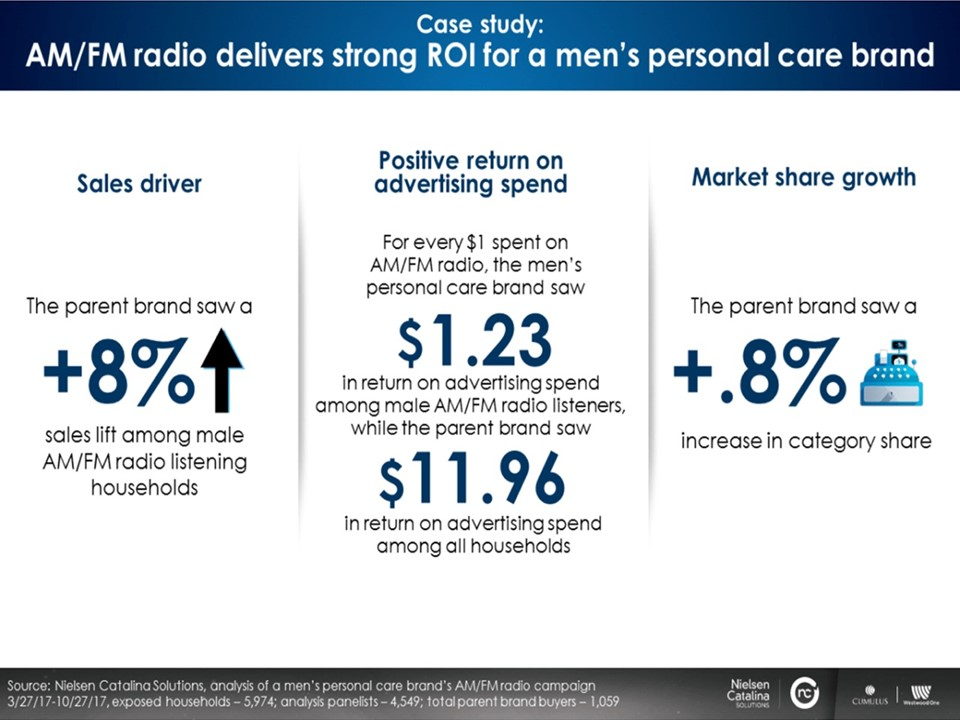 Case study:
AM/FM radio delivers strong ROI for a men's personal care brand
Sales driver
The parent brand saw a
+8%
sales lift among male
AM/FM radio listening
households
Positive return on
advertising spend
For every $1 spent on
AM/FM radio, the men's
personal care brand saw
$1.23
in return on advertising spend
among male AM/FM radio listeners,
while the parent brand saw
$11.96
in return on advertising spend
among all households
Market share growth
The parent brand saw a
+.8%
increase in category share
Source: Nielsen Catalina Solutions, analysis of a men's personal care brand's AM/FM radio campaign
3/27/17-10/27/17, exposed households – 5,974; analysis panelists – 4,549; total parent brand buyers – 1,059
Nielsen
Catalina
SOLUTIONS
nc
CUMULUS
Westwood One